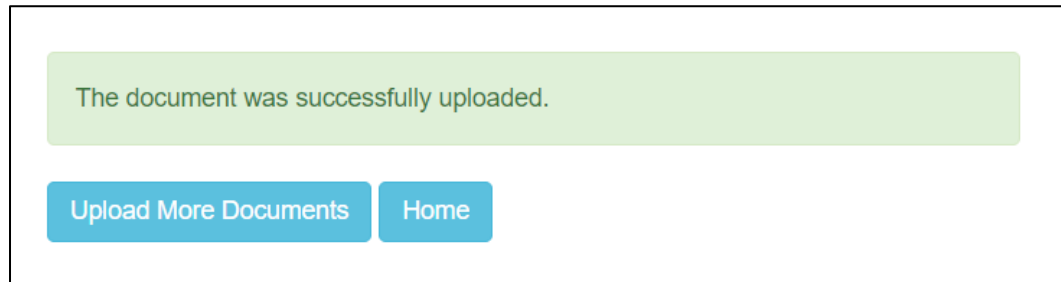 The document was successfully uploaded.
Upload More Documents Home